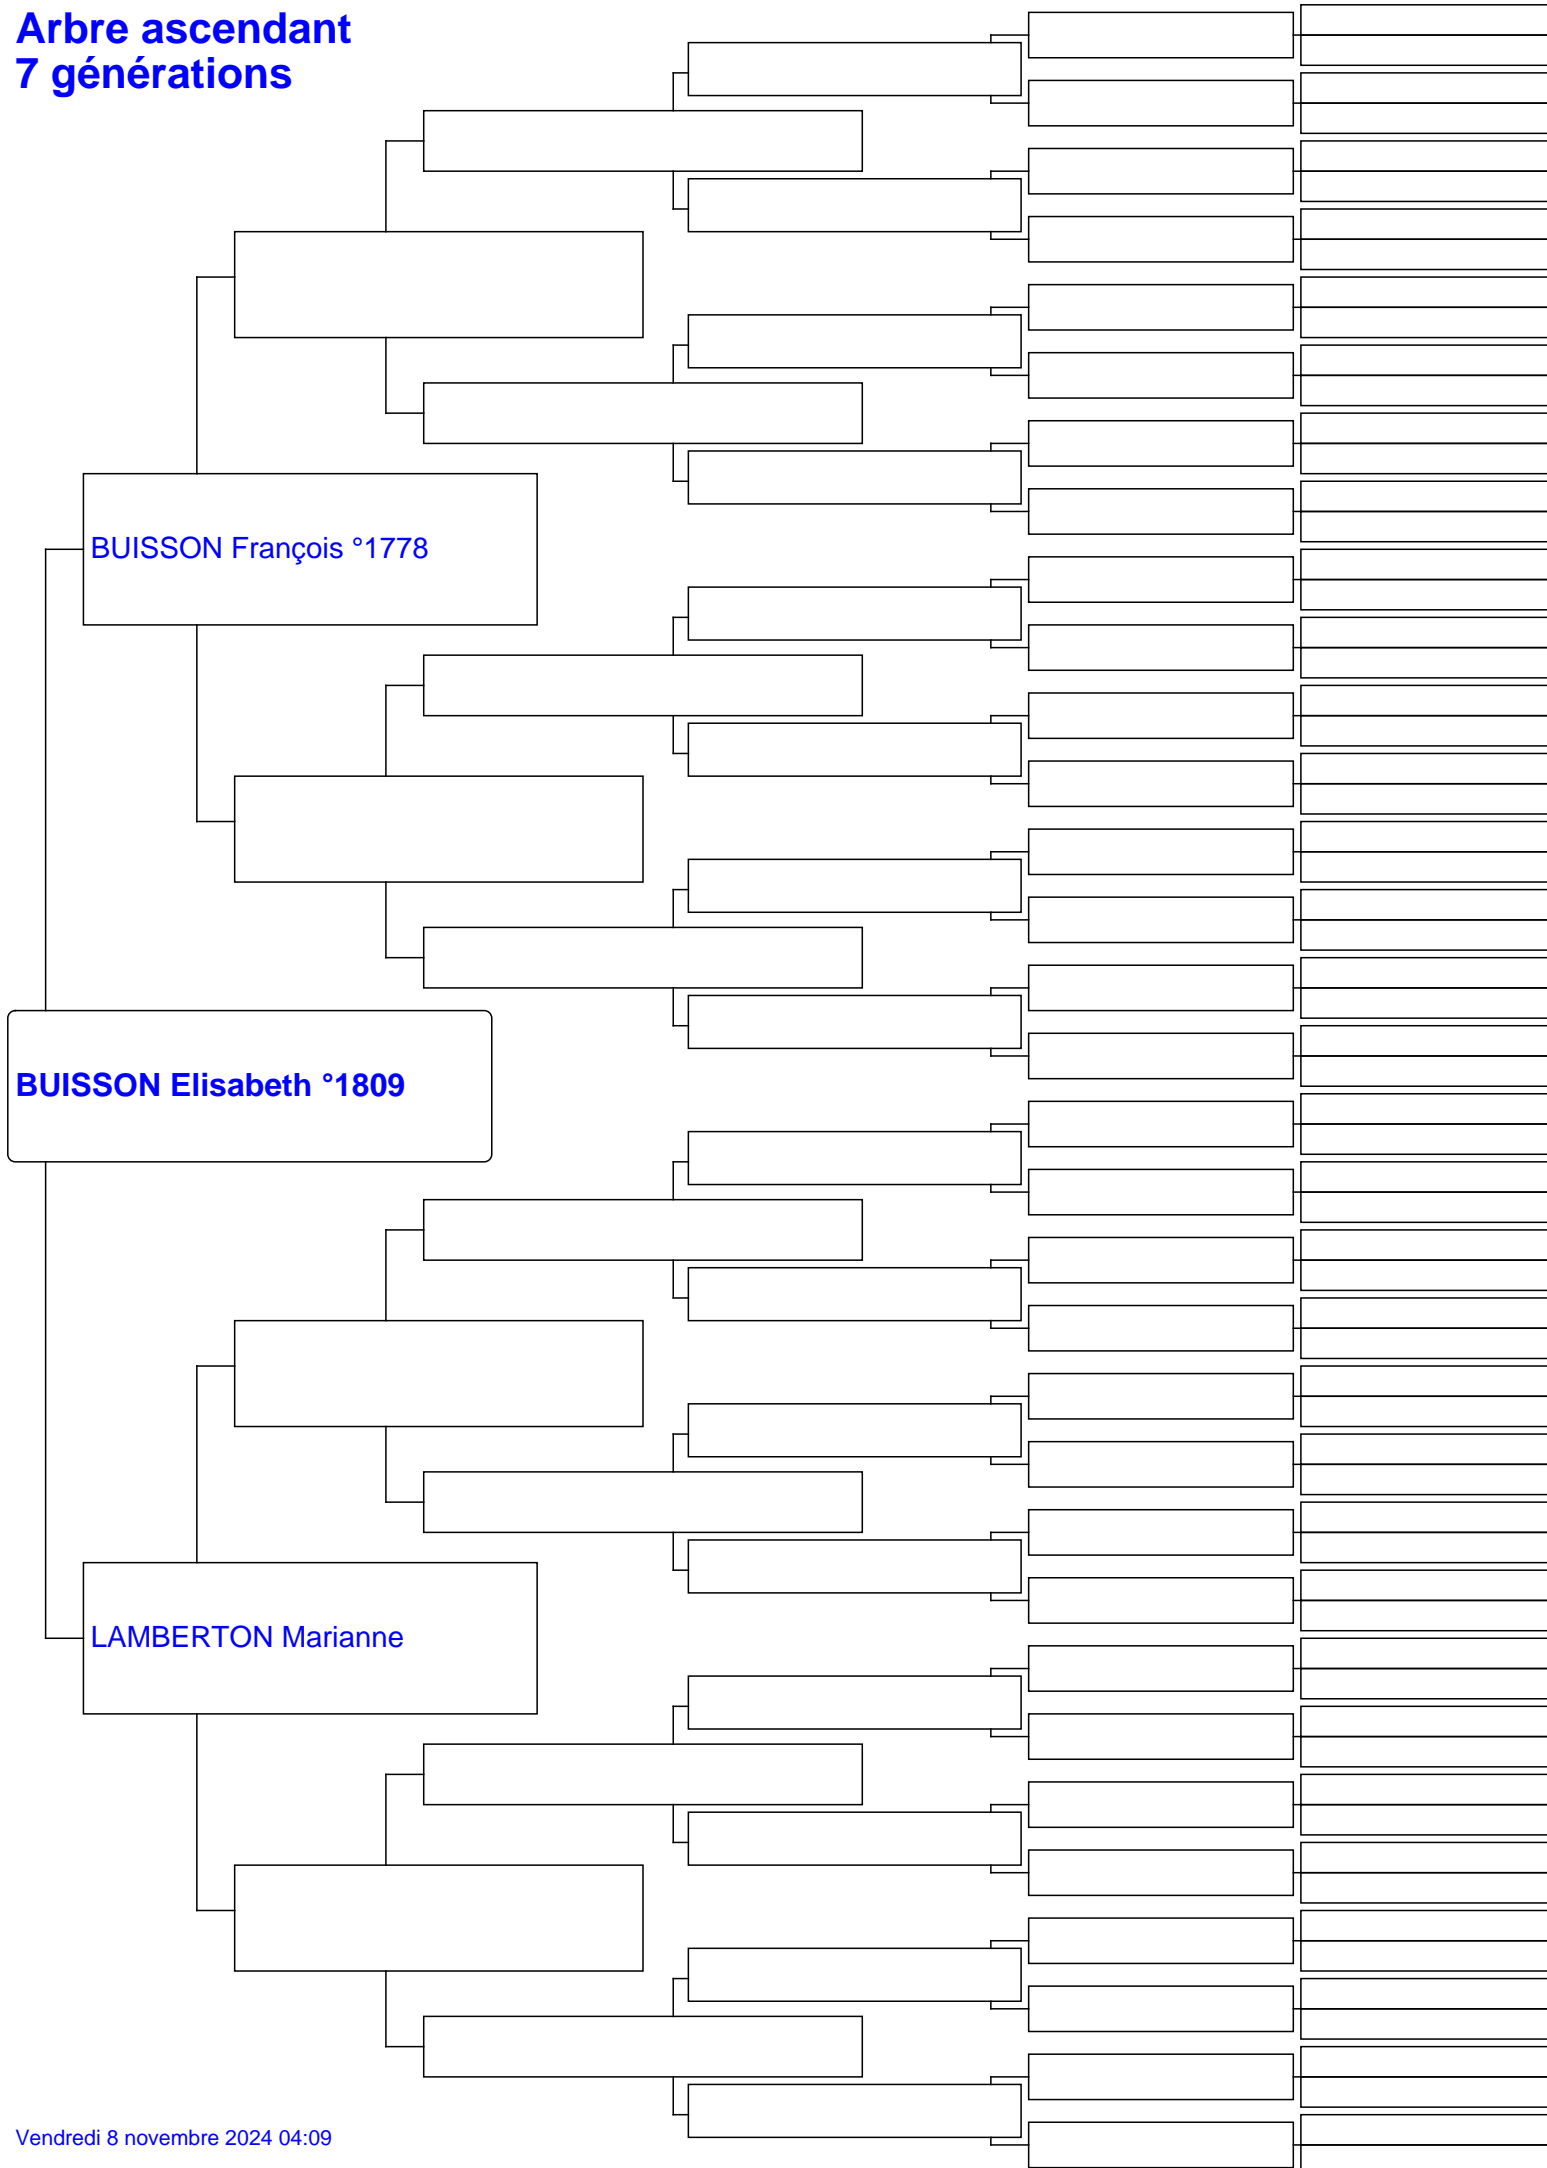 Arbre ascendant
7 générations
BUISSON François °1778
BUISSON Elisabeth °1809
LAMBERTON Marianne
Vendredi 8 novembre 2024 04:09